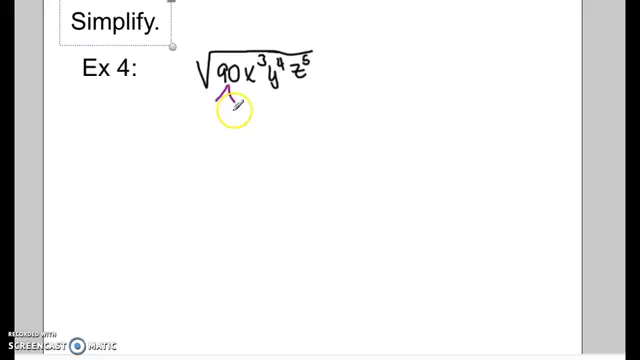 Simplify.
Ex 4: √90x³y⁴z⁵
RECORDED WITH
SCREENCAST MATIC